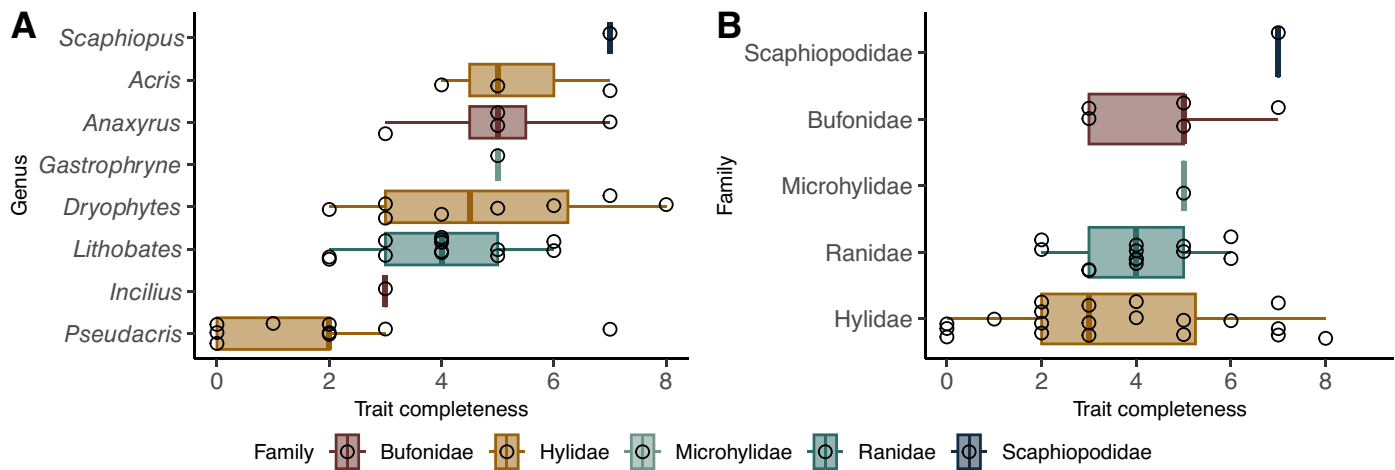 A
Genus
Scaphiopus
Acris
Anaxyrus
Gastrophryne
Dryophytes
Lithobates
Incilius
Pseudacris
0 2 4 6 8
Trait completeness
B
Family
Scaphiopodidae
Bufonidae
Microhylidae
Ranidae
Hylidae
0 2 4 6 8
Trait completeness
Family Bufonidae Hylidae Microhylidae Ranidae Scaphiopodidae